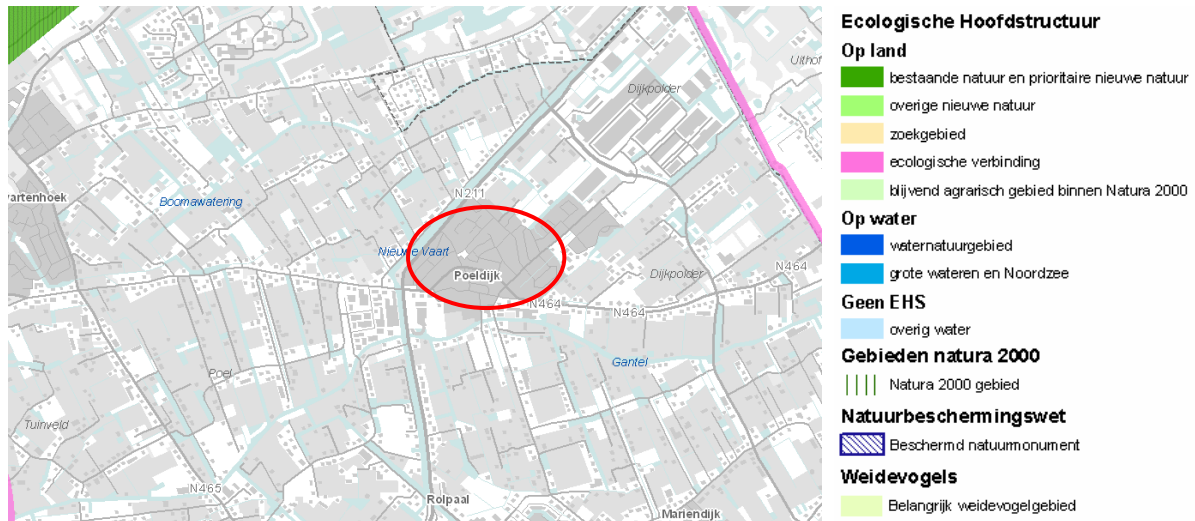 Uithof
Dijkpolder
N211
vartenhoek
Boomawatering
Nieuwe Vaart
Poeldijk
Dijkpolder
N464
N464
N464
Gantel
Poel
Tuinveld
N465
Rolpaal
Mariendijk
Ecologische Hoofdstructuur
Op land
bestaande natuur en prioritaire nieuwe natuur
overige nieuwe natuur
zoekgebied
ecologische verbinding
blijvend agrarisch gebied binnen Natura 2000
Op water
waternatuurgebied
grote wateren en Noordzee
Geen EHS
overig water
Gebieden natura 2000
Natura 2000 gebied
Natuurbeschermingswet
Beschermd natuurmonument
Weidevogels
Belangrijk weidevogelgebied